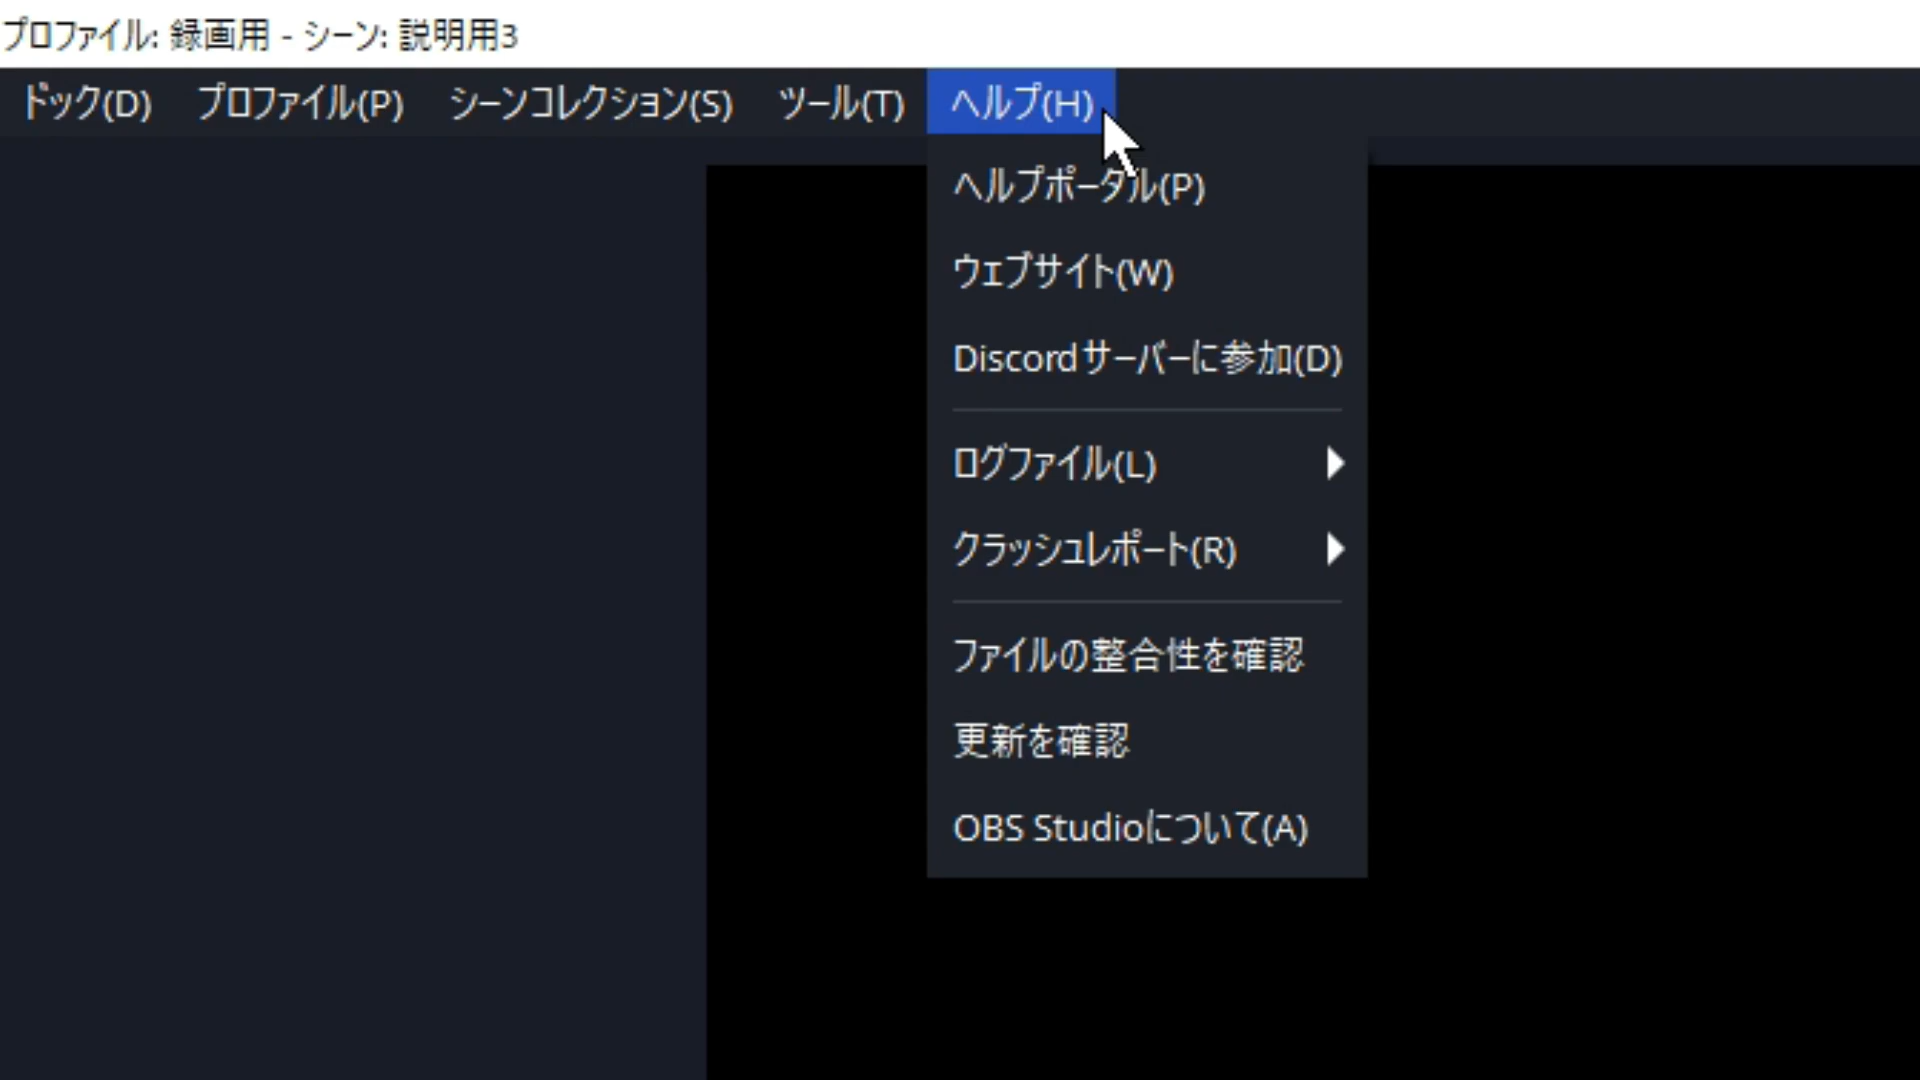 プロファイル: 録画用 - シーン: 説明用3
ドック(D) プロファイル(P) シーンコレクション(S) ツール(T) ヘルプ(H)
ヘルプポータル(P)
ウェブサイト(W)
Discordサーバーに参加(D)
ログファイル(L)
クラッシュレポート(R)
ファイルの整合性を確認
更新を確認
OBS Studioについて(A)